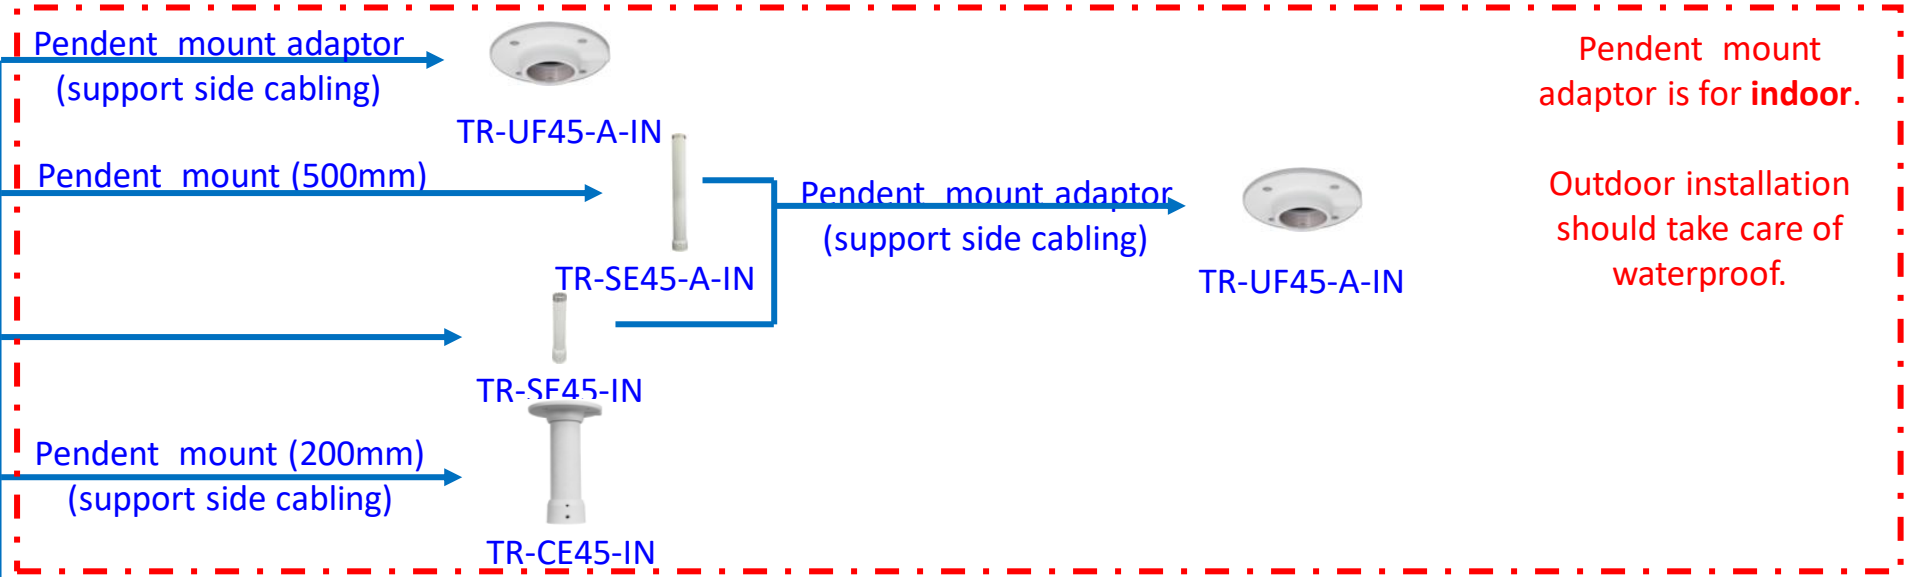 Pendent mount adaptor
(support side cabling)
TR-UF45-A-IN
Pendent mount (500mm)
TR-SE45-A-IN
Pendent mount adaptor
(support side cabling)
TR-UF45-A-IN
TR-SE45-IN
Pendent mount (200mm)
(support side cabling)
TR-CE45-IN
Pendent mount
adaptor is for indoor.
Outdoor installation
should take care of
waterproof.